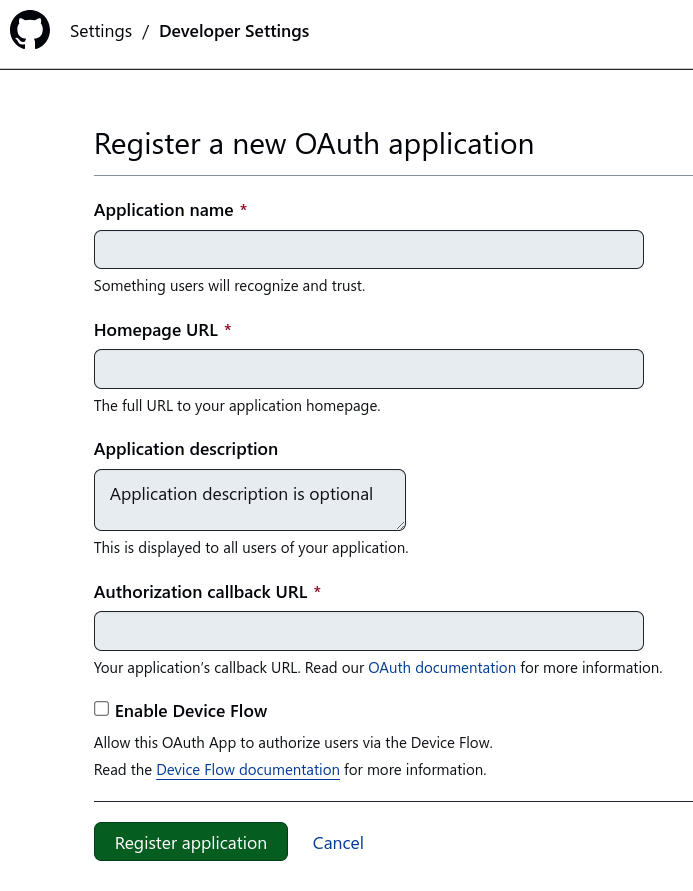 Settings / Developer Settings
Register a new OAuth application
Application name *
Something users will recognize and trust.
Homepage URL *
The full URL to your application homepage.
Application description
Application description is optional
This is displayed to all users of your application.
Authorization callback URL *
Your application’s callback URL. Read our OAuth documentation for more information.
Enable Device Flow
Allow this OAuth App to authorize users via the Device Flow.
Read the Device Flow documentation for more information.
Register application Cancel